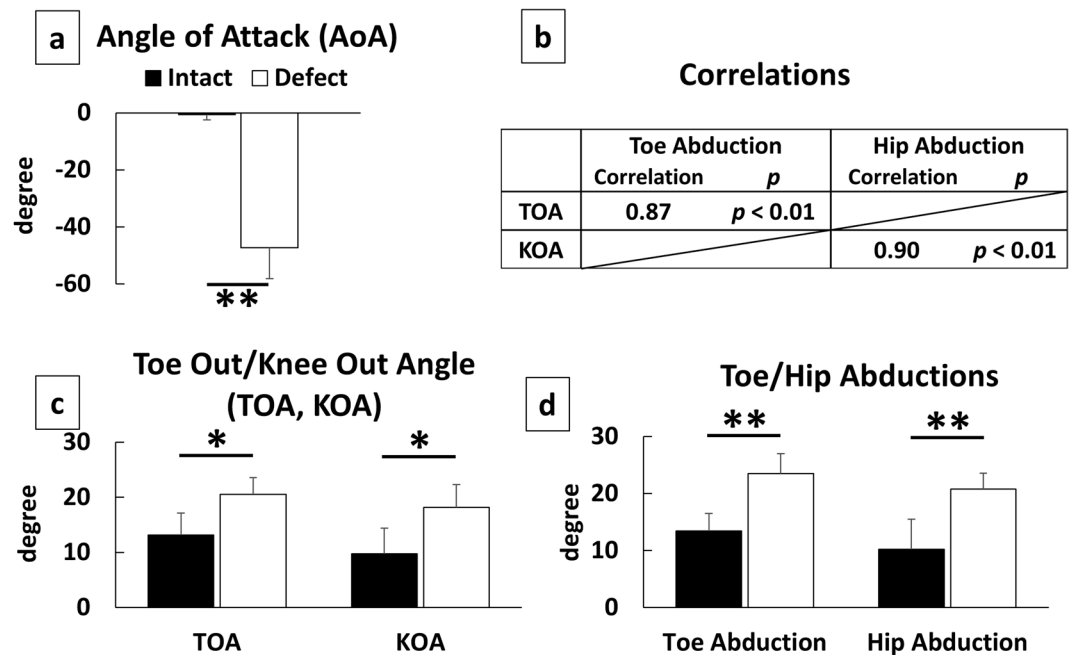 a
Angle of Attack (AoA)
Intact Defect
0
-20
-40
-60
degree
**
b
Correlations
Toe Abduction Hip Abduction
Correlation p Correlation p
TOA 0.87 p < 0.01
KOA 0.90 p < 0.01
c
Toe Out/Knee Out Angle
(TOA, KOA)
30
20
10
0
degree
* *
TOA KOA
d
Toe/Hip Abductions
30
20
10
0
degree
** **
Toe Abduction Hip Abduction